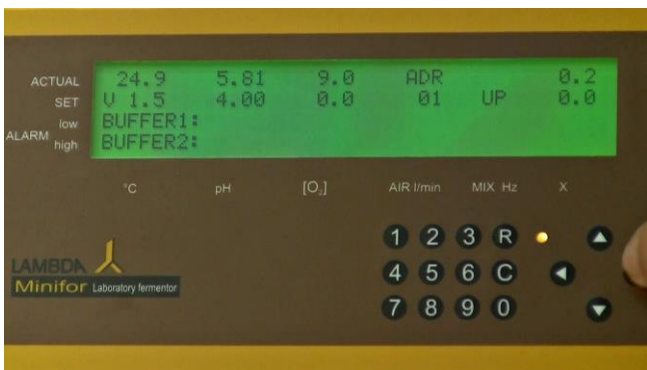 ACTUAL 24.9 5.81 9.0 ADR 0.2
SET V 1.5 4.00 0.0 01 UP 0.0
ALARM low BUFFER1:
high BUFFER2:
°C pH [O₂] AIR l/min MIX Hz X
1 2 3 R
4 5 6 C
7 8 9 0
LAMBDA
Minifor Laboratory fermentor